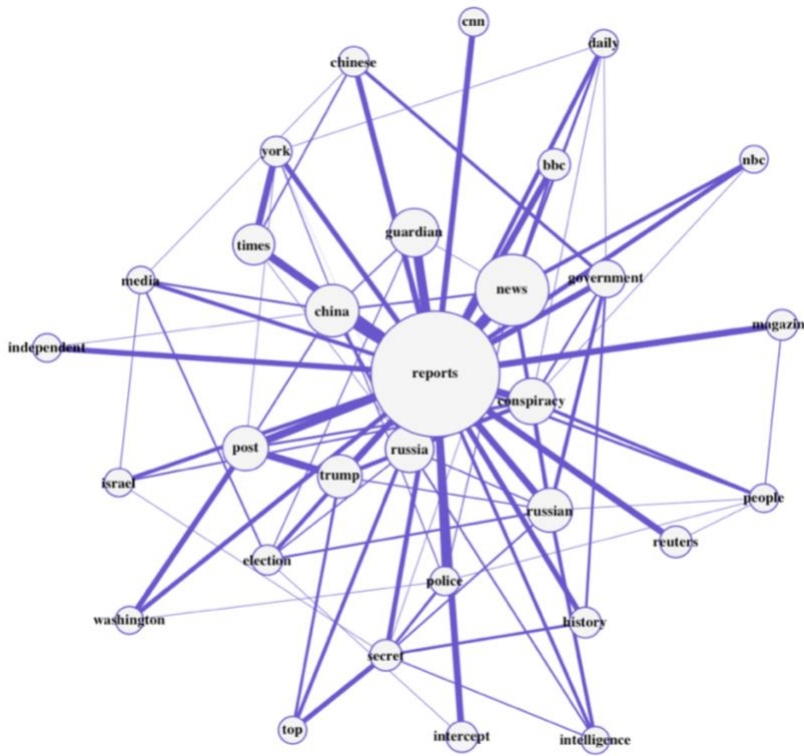 cnn
daily
chinese
york
bbc
nbc
guardian
times
media
news
government
china
magazin
independent
reports
conspiracy
post
russia
trump
israel
people
russian
reuters
election
police
washington
history
secret
top
intercept
intelligence